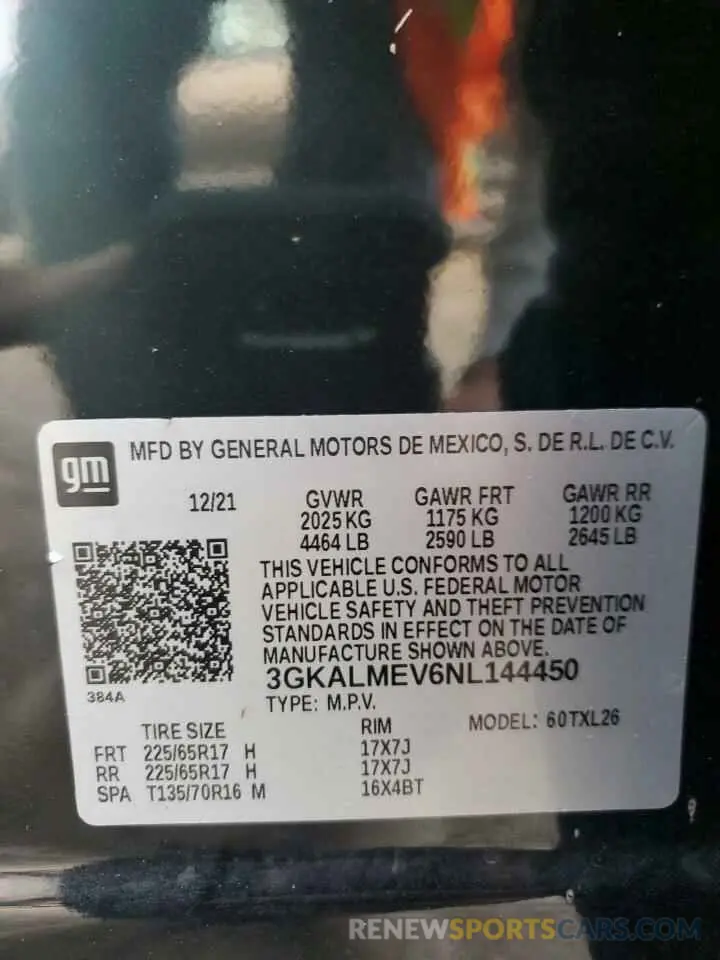 gm
MFD BY GENERAL MOTORS DE MEXICO, S. DE R.L. DE C.V.
12/21 GVWR GAWR FRT GAWR RR
2025 KG 1175 KG 1200 KG
4464 LB 2590 LB 2645 LB
THIS VEHICLE CONFORMS TO ALL
APPLICABLE U.S. FEDERAL MOTOR
VEHICLE SAFETY AND THEFT PREVENTION
STANDARDS IN EFFECT ON THE DATE OF
MANUFACTURE SHOWN ABOVE.
3GKALMEV6NL144450
384A
TYPE: M.P.V.
TIRE SIZE RIM MODEL: 60TXL26
FRT 225/65R17 H 17X7J
RR 225/65R17 H 17X7J
SPA T135/70R16 M 16X4BT
RENEWSPORTSCARS.COM